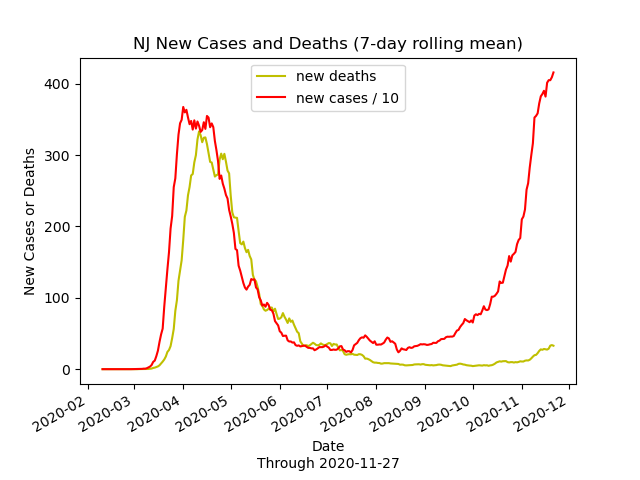 NJ New Cases and Deaths (7-day rolling mean)
new deaths
new cases / 10
New Cases or Deaths
400
300
200
100
0
2020-02
2020-03
2020-04
2020-05
2020-06
2020-07
2020-08
2020-09
2020-10
2020-11
2020-12
Date
Through 2020-11-27